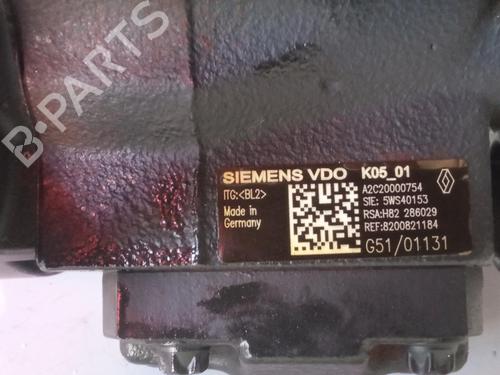 B-PARTS
SIEMENS VDO K05_01
ITG:<BL2>
Made in
Germany
A2C20000754
SIE: 5WS40153
RSA:H82 286029
REF:8200821184
G51/01131